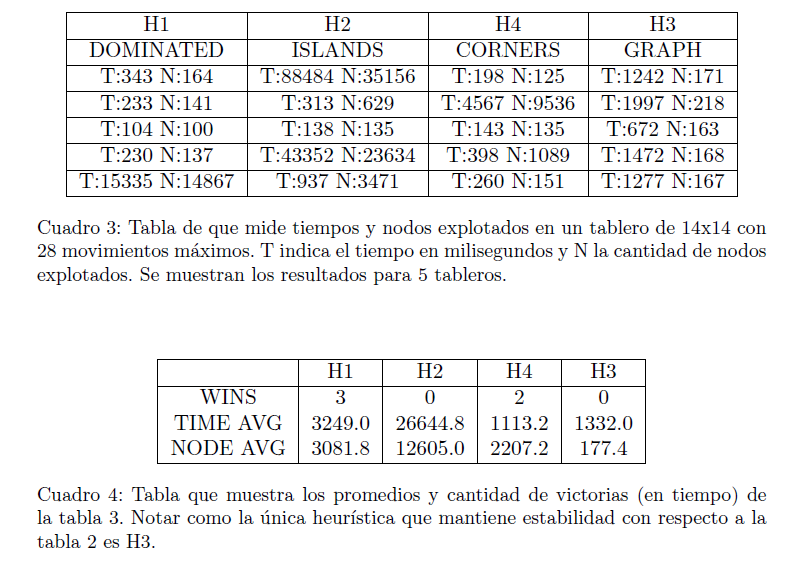 H1 H2 H4 H3
DOMINATED ISLANDS CORNERS GRAPH
T:343 N:164 T:88484 N:35156 T:198 N:125 T:1242 N:171
T:233 N:141 T:313 N:629 T:4567 N:9536 T:1997 N:218
T:104 N:100 T:138 N:135 T:143 N:135 T:672 N:163
T:230 N:137 T:43352 N:23634 T:398 N:1089 T:1472 N:168
T:15335 N:14867 T:937 N:3471 T:260 N:151 T:1277 N:167
Cuadro 3: Tabla de que mide tiempos y nodos explotados en un tablero de 14x14 con
28 movimientos máximos. T indica el tiempo en milisegundos y N la cantidad de nodos
explotados. Se muestran los resultados para 5 tableros.
H1 H2 H4 H3
WINS 3 0 2 0
TIME AVG 3249.0 26644.8 1113.2 1332.0
NODE AVG 3081.8 12605.0 2207.2 177.4
Cuadro 4: Tabla que muestra los promedios y cantidad de victorias (en tiempo) de
la tabla 3. Notar como la única heurística que mantiene estabilidad con respecto a la
tabla 2 es H3.